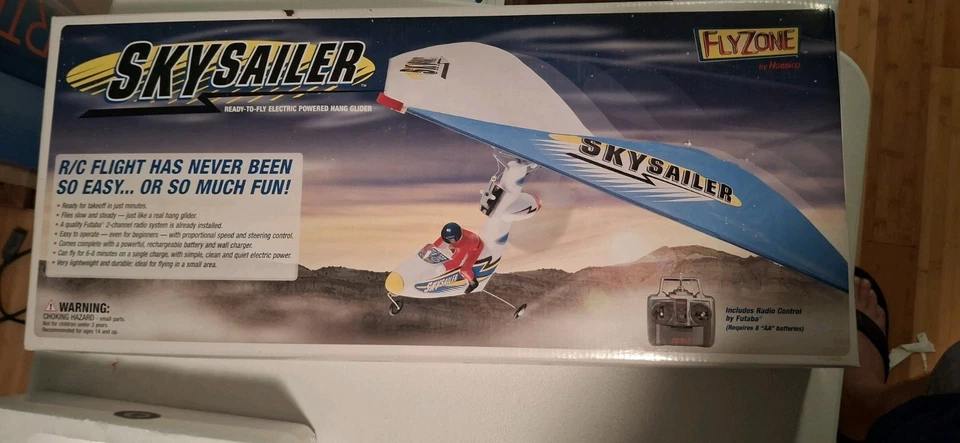 SKYSAILER
READY-TO-FLY ELECTRIC POWERED HANG GLIDER
FLYZONE
by HOBBICO
SKYSAILER
R/C FLIGHT HAS NEVER BEEN
SO EASY... OR SO MUCH FUN!
• Ready for takeoff in just minutes.
• Flies slow and steady — just like a real hang glider.
• A quality Futaba® 2-channel radio system is already installed.
• Easy to operate — even for beginners — with proportional speed and steering control.
• Comes complete with a powerful, rechargeable battery and wall charger.
• Can fly for 6-8 minutes on a single charge, with simple, clean and quiet electric power.
• Very lightweight and durable; ideal for flying in a small area.
SKYSAILER
WARNING:
CHOKING HAZARD - small parts.
Not for children under 3 years.
Recommended for ages 14 and up.
Includes Radio Control
by Futaba®
(Requires 8 "AA" batteries)